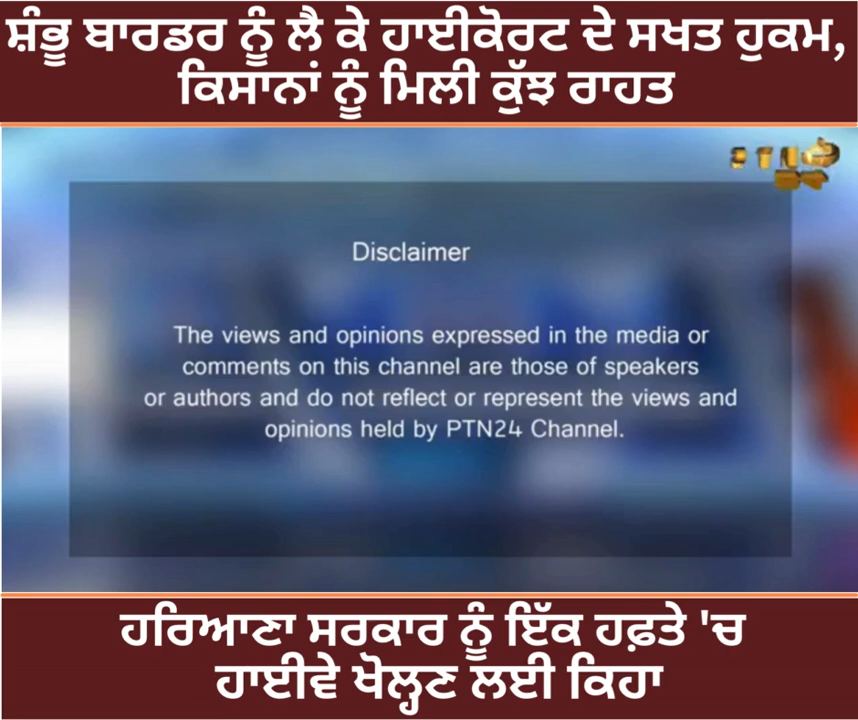 ਸ਼ੰਭੂ ਬਾਰਡਰ ਨੂੰ ਲੈ ਕੇ ਹਾਈਕੋਰਟ ਦੇ ਸਖਤ ਹੁਕਮ,
ਕਿਸਾਨਾਂ ਨੂੰ ਮਿਲੀ ਕੁੱਝ ਰਾਹਤ
Disclaimer
The views and opinions expressed in the media or
comments on this channel are those of speakers
or authors and do not reflect or represent the views and
opinions held by PTN24 Channel.
ਹਰਿਆਣਾ ਸਰਕਾਰ ਨੂੰ ਇੱਕ ਹਫ਼ਤੇ 'ਚ
ਹਾਈਵੇ ਖੋਲ੍ਹਣ ਲਈ ਕਿਹਾ